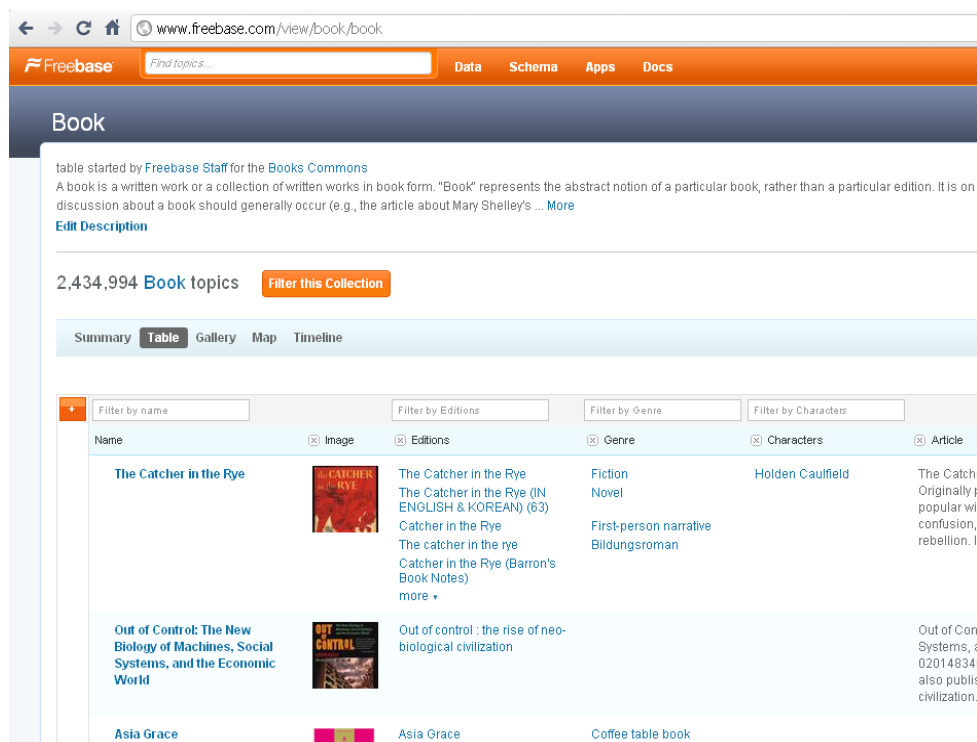 www.freebase.com/view/book/book
Freebase
Find topics...
Data Schema Apps Docs
Book
table started by Freebase Staff for the Books Commons
A book is a written work or a collection of written works in book form. "Book" represents the abstract notion of a particular book, rather than a particular edition. It is on
discussion about a book should generally occur (e.g., the article about Mary Shelley's ... More
Edit Description
2,434,994 Book topics Filter this Collection
Summary Table Gallery Map Timeline
+ Filter by name Filter by Editions Filter by Genre Filter by Characters
Name Image Editions Genre Characters Article
The Catcher in the Rye
the CATCHER
in the RYE
The Catcher in the Rye
The Catcher in the Rye (IN
ENGLISH & KOREAN) (63)
Catcher in the Rye
The catcher in the rye
Catcher in the Rye (Barron's
Book Notes)
more
Fiction
Novel
First-person narrative
Bildungsroman
Holden Caulfield
The Catch
Originally
popular wi
confusion,
rebellion. I
Out of Control: The New
Biology of Machines, Social
Systems, and the Economic
World
OUT
OF
CONTROL
Out of control : the rise of neo-
biological civilization
Out of Con
Systems, a
02014834
also publis
civilization.
Asia Grace
Asia Grace
Coffee table book